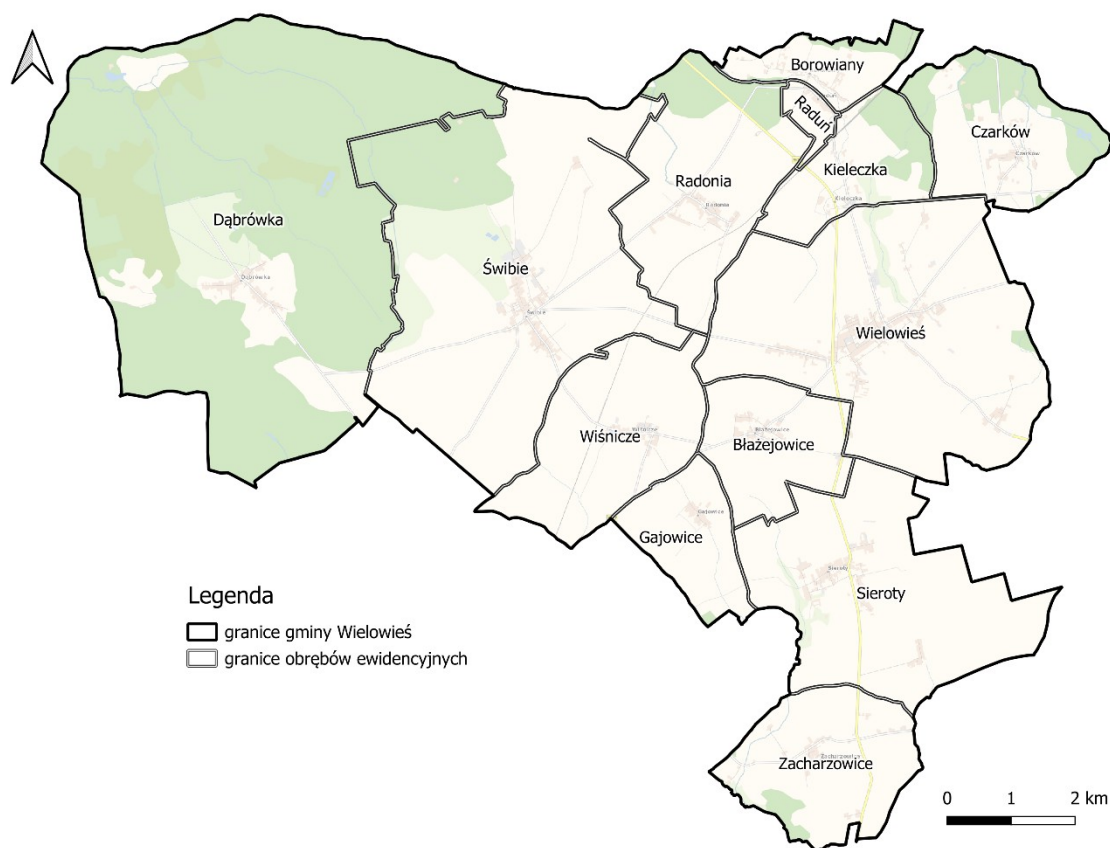 Borowiany
Raduń
Czarków
Kieleczka
Radonia
Dąbrówka
Świbie
Wielowieś
Wiśnicze
Błażejowice
Gajowice
Sieroty
Legenda
granice gminy Wielowieś
granice obrębów ewidencyjnych
Zacharzowice
0 1 2 km